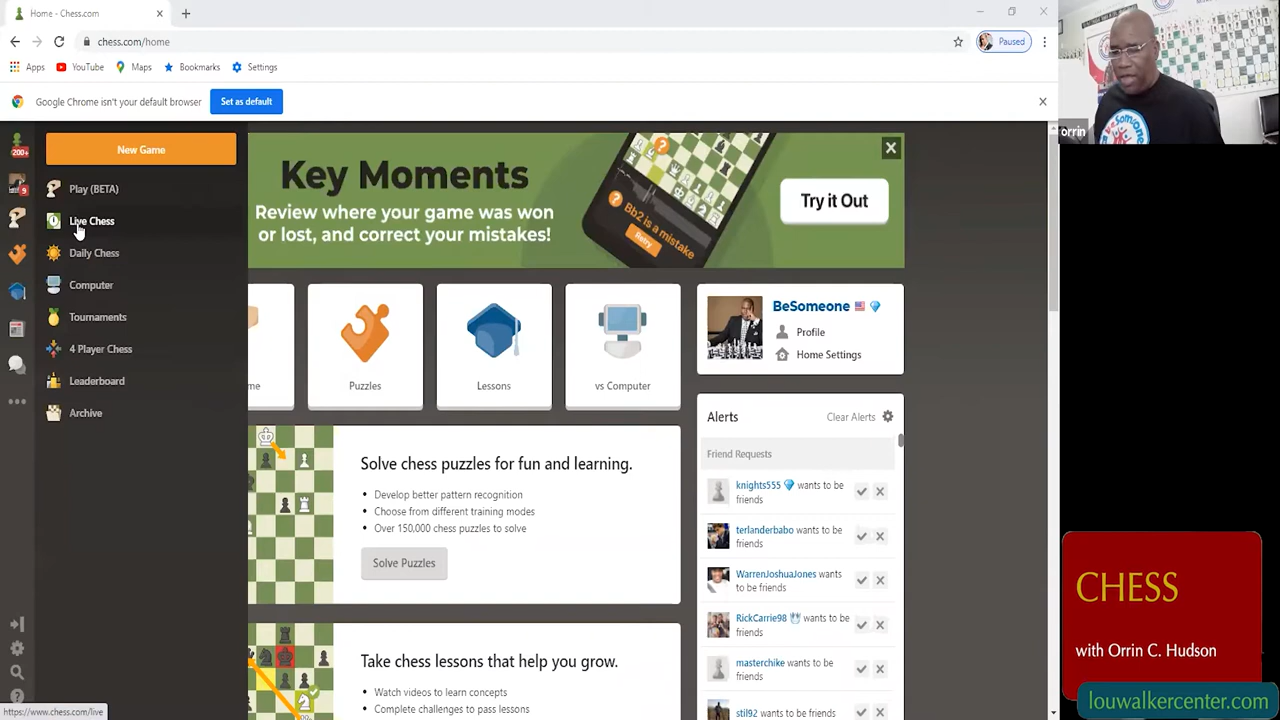 Home - Chess.com
chess.com/home
Paused
Apps
YouTube
Maps
Bookmarks
Settings
Google Chrome isn't your default browser
Set as default
orrin
200+
9
New Game
Play (BETA)
Live Chess
Daily Chess
Computer
Tournaments
4 Player Chess
Leaderboard
Archive
Key Moments
Review where your game was won
or lost, and correct your mistakes!
Bb2 is a mistake
Retry
Try it Out
me
Puzzles
Lessons
vs Computer
BeSomeone
Profile
Home Settings
Alerts
Clear Alerts
Friend Requests
knights555 wants to be
friends
terlanderbabo wants to be
friends
WarrenJoshuaJones wants
to be friends
RickCarrie98 wants to be
friends
masterchike wants to be
friends
stil92 wants to be friends
Solve chess puzzles for fun and learning.
• Develop better pattern recognition
• Choose from different training modes
• Over 150,000 chess puzzles to solve
Solve Puzzles
Take chess lessons that help you grow.
• Watch videos to learn concepts
• Complete challenges to pass lessons
https://www.chess.com/live
CHESS
with Orrin C. Hudson
louwalkercenter.com